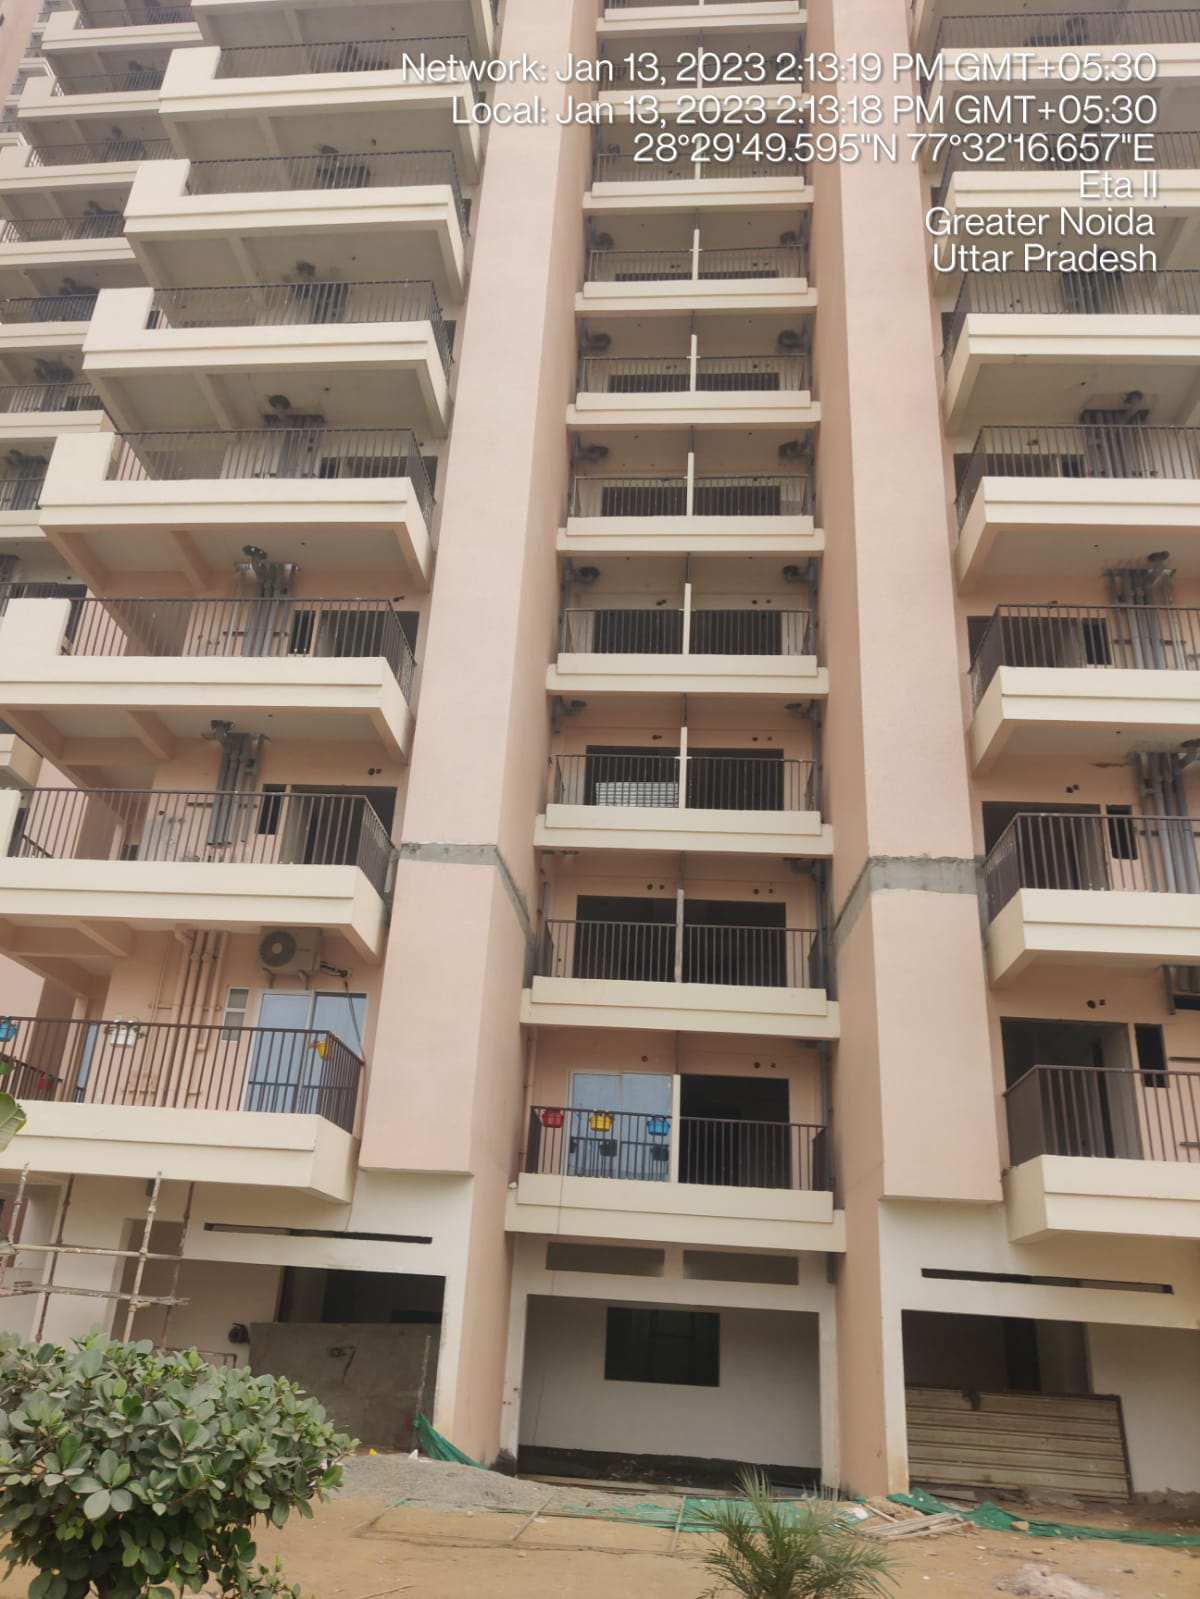 Network: Jan 13, 2023 2:13:19 PM GMT+05:30
Local: Jan 13, 2023 2:13:18 PM GMT+05:30
28°29'49.595"N 77°32'16.657"E
Eta II
Greater Noida
Uttar Pradesh